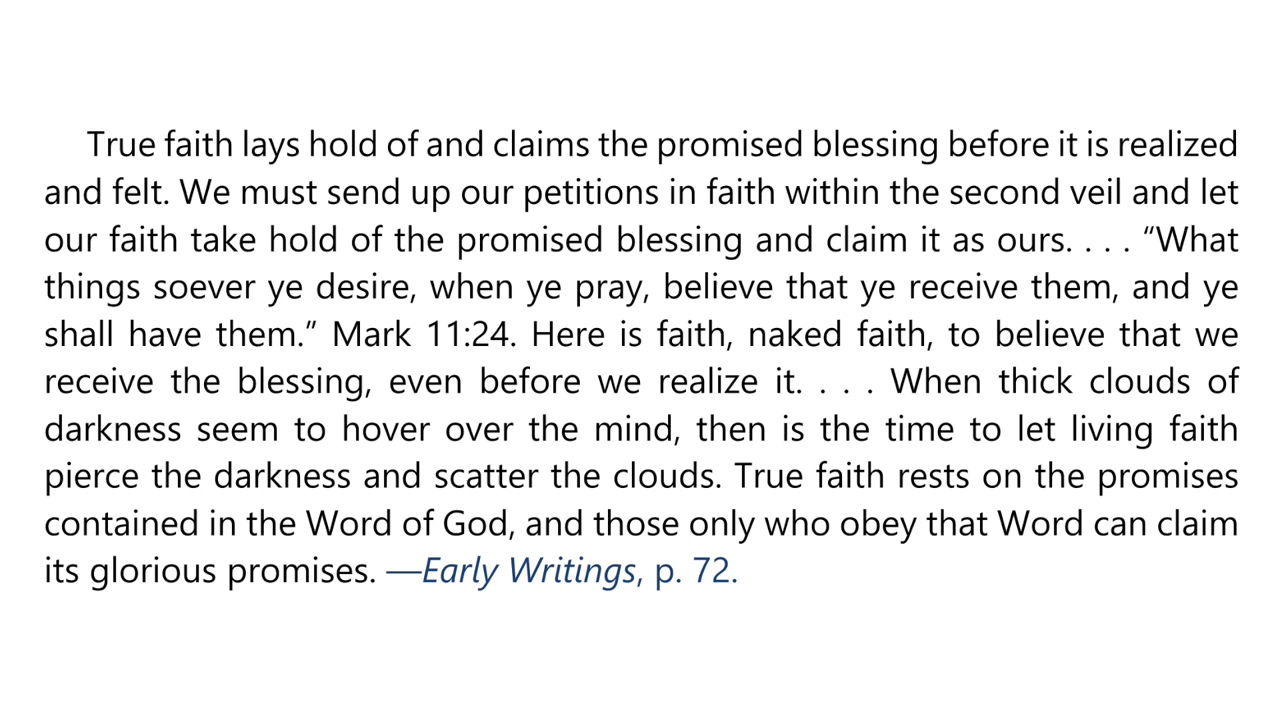 True faith lays hold of and claims the promised blessing before it is realized
and felt. We must send up our petitions in faith within the second veil and let
our faith take hold of the promised blessing and claim it as ours. . . . “What
things soever ye desire, when ye pray, believe that ye receive them, and ye
shall have them.” Mark 11:24. Here is faith, naked faith, to believe that we
receive the blessing, even before we realize it. . . . When thick clouds of
darkness seem to hover over the mind, then is the time to let living faith
pierce the darkness and scatter the clouds. True faith rests on the promises
contained in the Word of God, and those only who obey that Word can claim
its glorious promises. —Early Writings, p. 72.